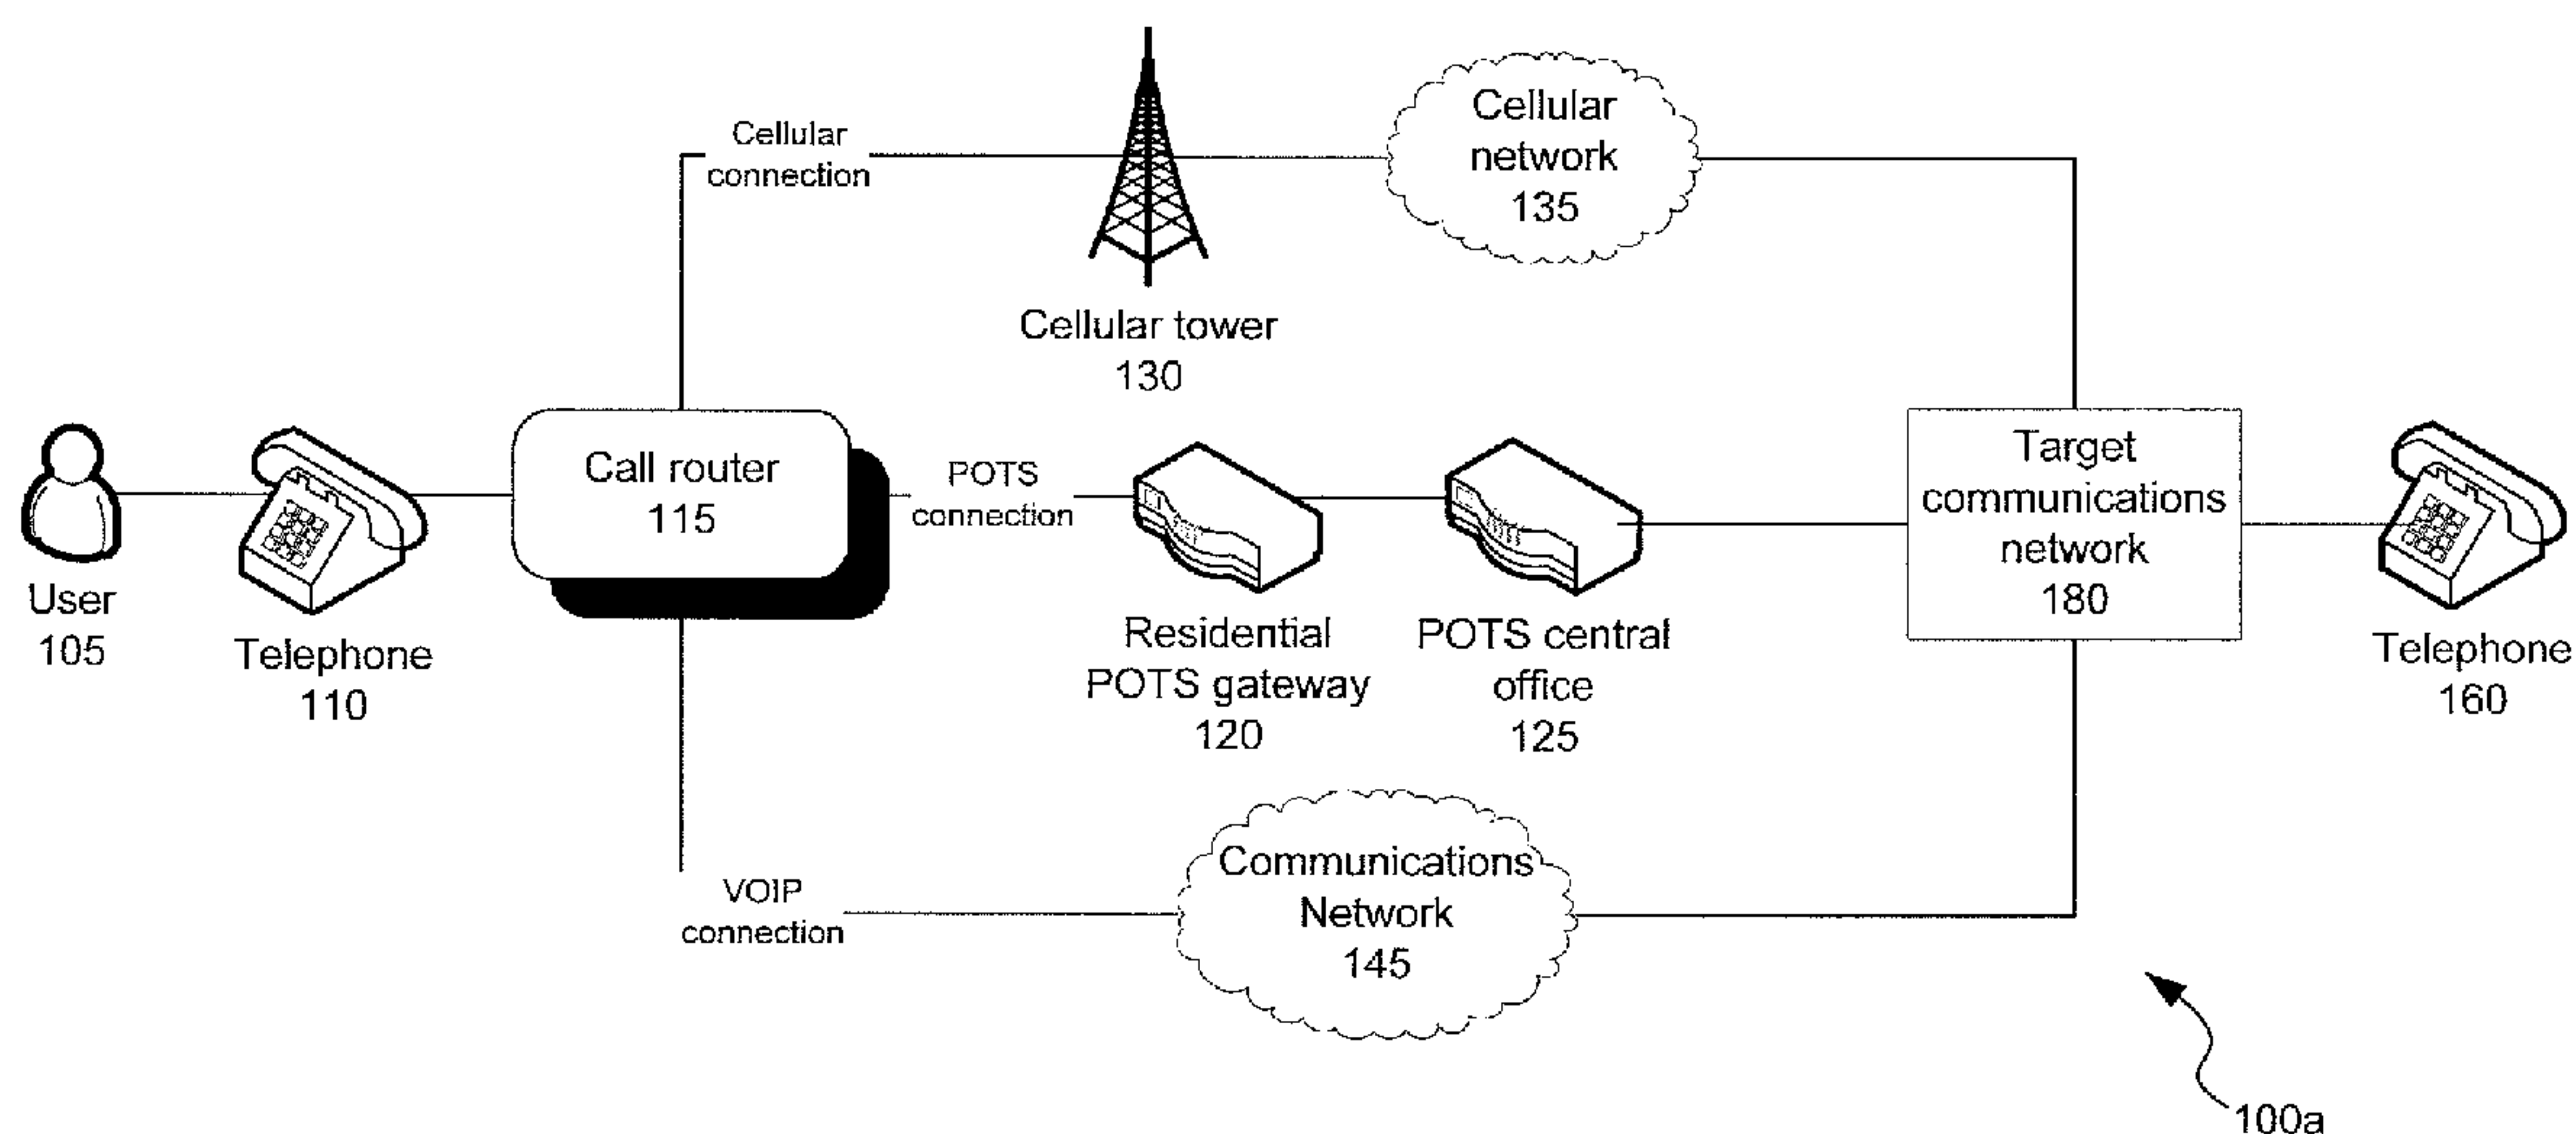 Cellular
connection
Cellular
network
135
Cellular tower
130
User
105
Telephone
110
Call router
115
POTS
connection
Residential
POTS gateway
120
POTS central
office
125
Target
communications
network
180
Telephone
160
VOIP
connection
Communications
Network
145
100a